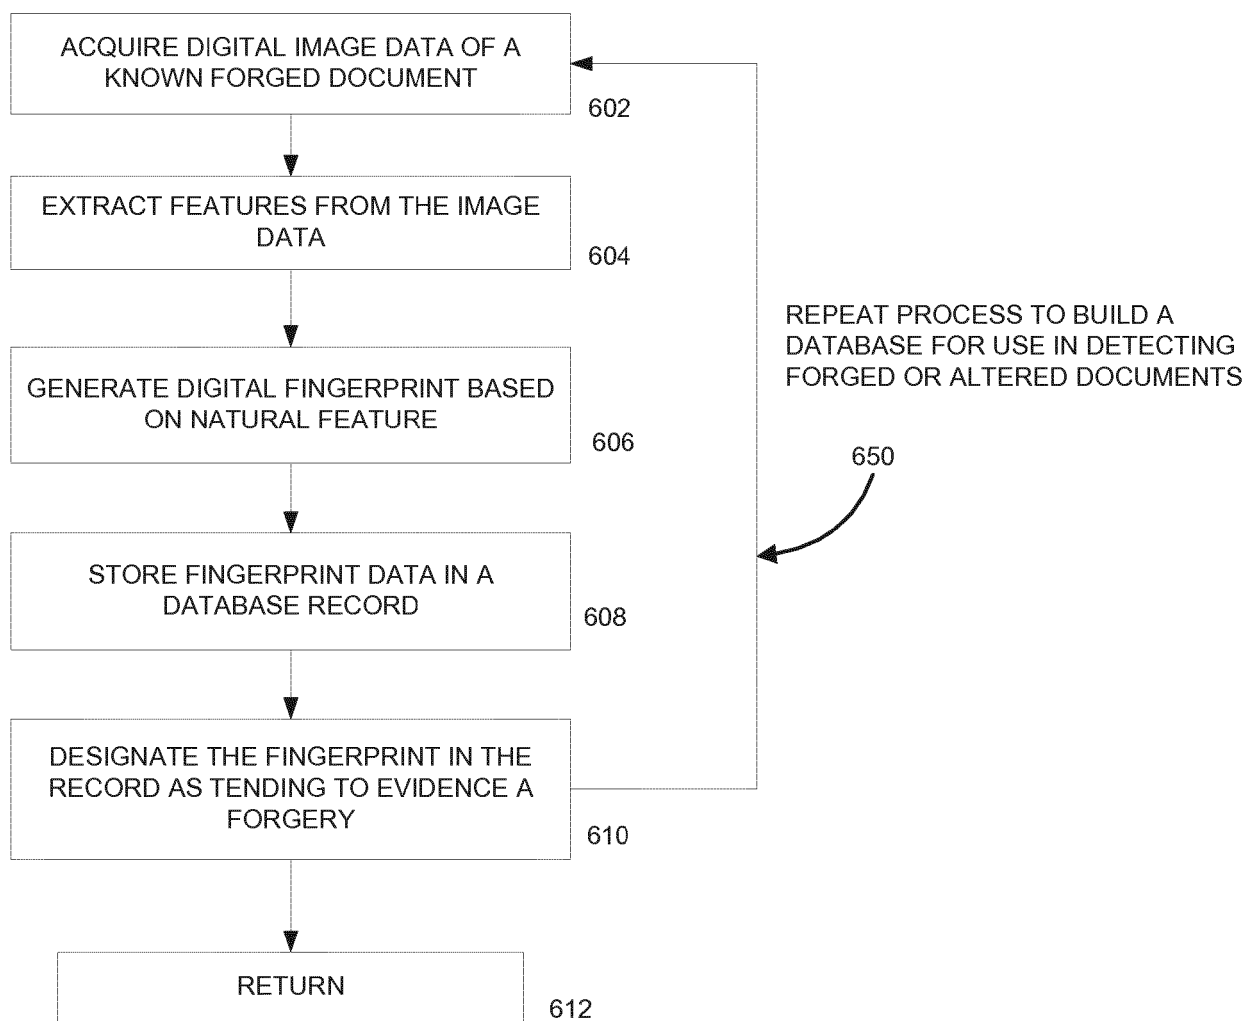 ACQUIRE DIGITAL IMAGE DATA OF A
KNOWN FORGED DOCUMENT
602
EXTRACT FEATURES FROM THE IMAGE
DATA
604
GENERATE DIGITAL FINGERPRINT BASED
ON NATURAL FEATURE
606
STORE FINGERPRINT DATA IN A
DATABASE RECORD
608
DESIGNATE THE FINGERPRINT IN THE
RECORD AS TENDING TO EVIDENCE A
FORGERY
610
RETURN
612
REPEAT PROCESS TO BUILD A
DATABASE FOR USE IN DETECTING
FORGED OR ALTERED DOCUMENTS
650